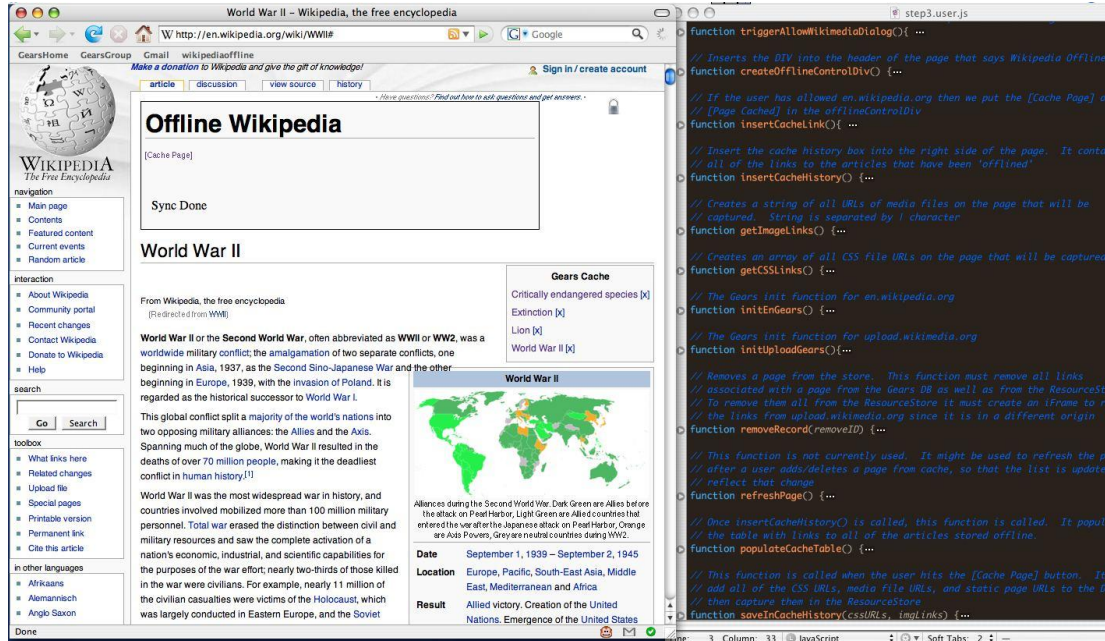 World War II – Wikipedia, the free encyclopedia
W http://en.wikipedia.org/wiki/WWII#
Google
GearsHome GearsGroup Gmail wikipediaoffline
Make a donation to Wikipedia and give the gift of knowledge!
Sign in / create account
article discussion view source history
- Have questions? Find out how to ask questions and get answers. -
Offline Wikipedia
[Cache Page]
Sync Done
WIKIPEDIA
The Free Encyclopedia
navigation
Main page
Contents
Featured content
Current events
Random article
interaction
About Wikipedia
Community portal
Recent changes
Contact Wikipedia
Donate to Wikipedia
Help
search
Go Search
toolbox
What links here
Related changes
Upload file
Special pages
Printable version
Permanent link
Cite this article
in other languages
Afrikaans
Alemannisch
Anglo Saxon
World War II
From Wikipedia, the free encyclopedia
(Redirected from WWII)
Gears Cache
Critically endangered species [x]
Extinction [x]
Lion [x]
World War II [x]
World War II or the Second World War, often abbreviated as WWII or WW2, was a
worldwide military conflict; the amalgamation of two separate conflicts, one
beginning in Asia, 1937, as the Second Sino-Japanese War and the other
beginning in Europe, 1939, with the invasion of Poland. It is
regarded as the historical successor to World War I.
This global conflict split a majority of the world's nations into
two opposing military alliances: the Allies and the Axis.
Spanning much of the globe, World War II resulted in the
deaths of over 70 million people, making it the deadliest
conflict in human history.[1]
World War II was the most widespread war in history, and
countries involved mobilized more than 100 million military
personnel. Total war erased the distinction between civil and
military resources and saw the complete activation of a
nation's economic, industrial, and scientific capabilities for
the purposes of the war effort; nearly two-thirds of those killed
in the war were civilians. For example, nearly 11 million of
the civilian casualties were victims of the Holocaust, which
was largely conducted in Eastern Europe, and the Soviet
World War II
Alliances during the Second World War. Dark Green are Allies before
the attack on Pearl Harbor, Light Green are Allied countries that
entered the war after the Japanese attack on Pearl Harbor, Orange
are Axis Powers, Grey are neutral countries during WW2.
Date September 1, 1939 – September 2, 1945
Location Europe, Pacific, South-East Asia, Middle
East, Mediterranean and Africa
Result Allied victory. Creation of the United
Nations. Emergence of the United States
Done
step3.user.js
function triggerAllowWikimediaDialog(){ …
// Inserts the DIV into the header of the page that says Wikipedia Offline
function createOfflineControlDiv() {…
// If the user has allowed en.wikipedia.org then we put the [Cache Page] o
// [Page Cached] in the offlineControlDiv
function insertCacheLink(){ …
// Insert the cache history box into the right side of the page. It conta
// all of the links to the articles that have been 'offlined'
function insertCacheHistory() {…
// Creates a string of all URLs of media files on the page that will be
// captured. String is separated by | character
function getImageLinks() {…
// Creates an array of all CSS file URLs on the page that will be captured
function getCSSLinks() {…
// The Gears init function for en.wikipedia.org
function initEnGears() {…
// The Gears init function for upload.wikimedia.org
function initUploadGears(){…
// Removes a page from the store. This function must remove all links
// associated with a page from the Gears DB as well as from the ResourceSt
// To remove them all from the ResourceStore it must create an iFrame to r
// the links from upload.wikimedia.org since it is in a different origin
function removeRecord(removeID) {…
// This function is not currently used. It might be used to refresh the p
// after a user adds/deletes a page from cache, so that the list is update
// reflect that change
function refreshPage() {…
// Once insertCacheHistory() is called, this function is called. It popul
// the table with links to all of the articles stored offline.
function populateCacheTable() {…
// This function is called when the user hits the [Cache Page] button. It
// add all of the CSS URLs, media file URLs, and static page URLs to the D
// then capture them in the ResourceStore
function saveInCacheHistory(cssURLs, imgLinks) {…
ne: 3 Column: 33 JavaScript Soft Tabs: 2